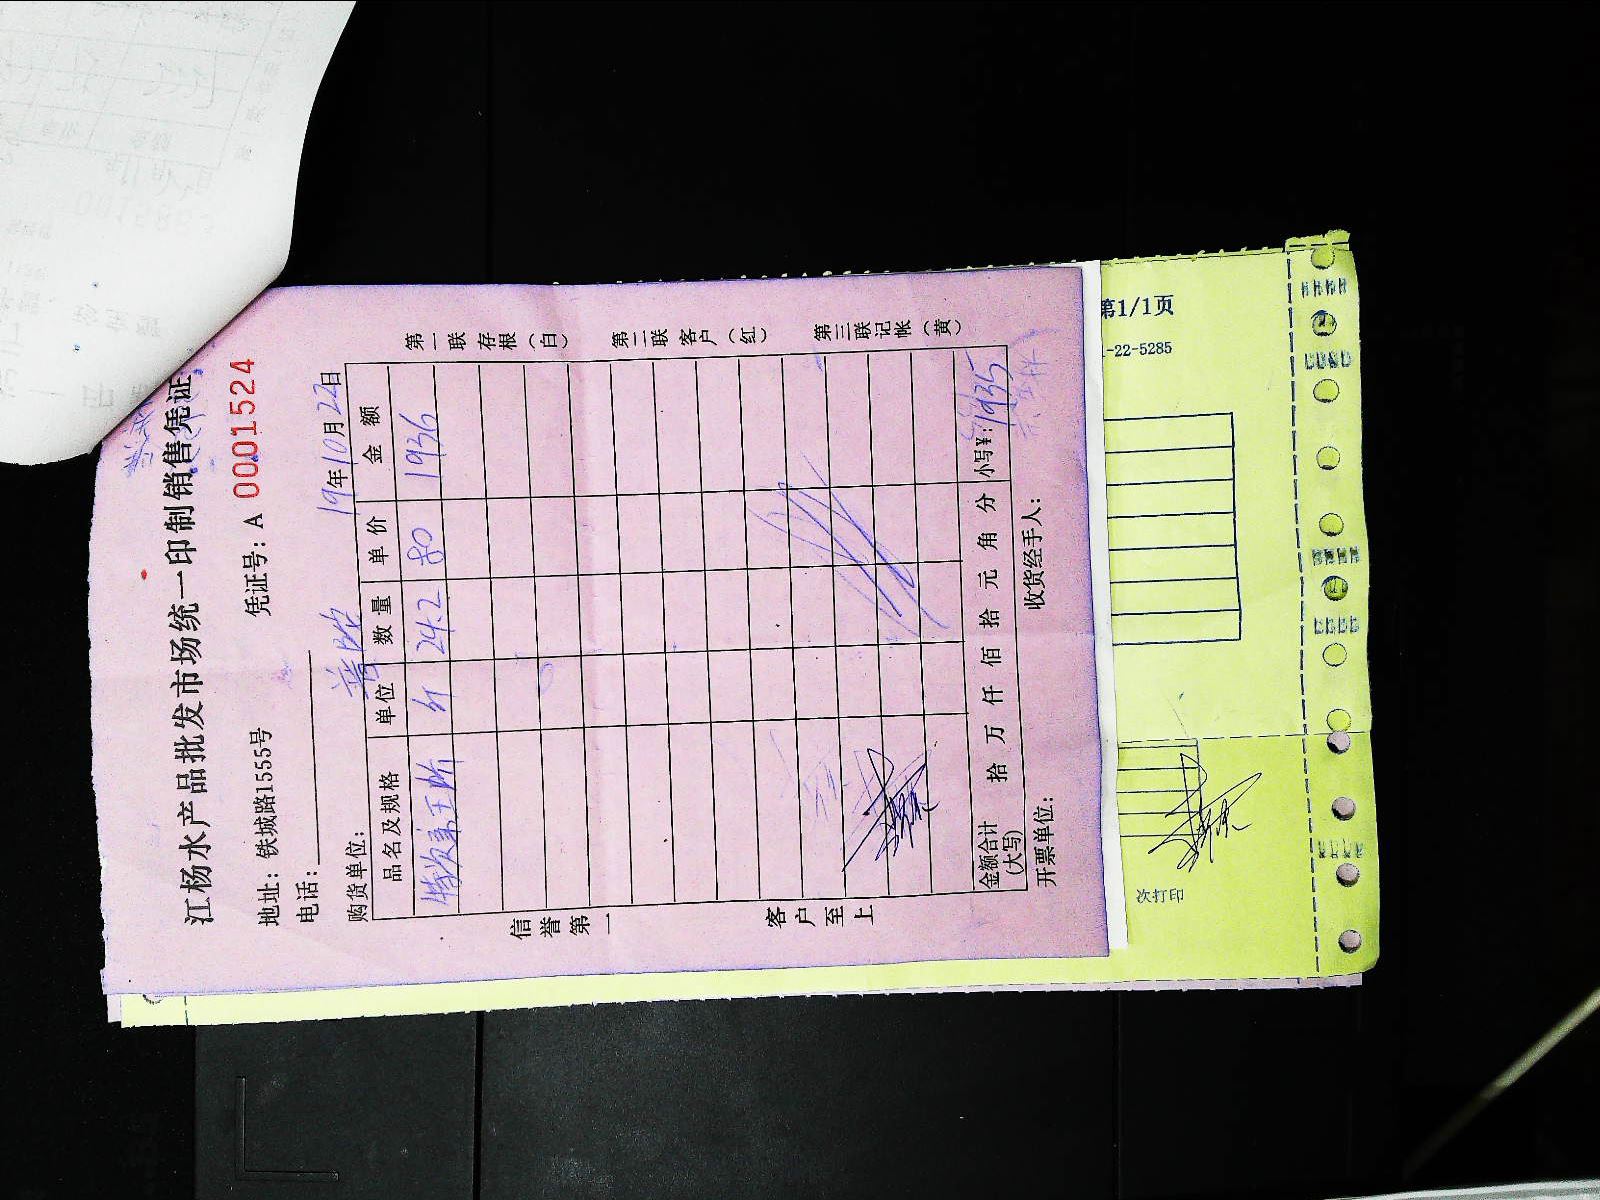 江杨水产品批发市场统一印制销售凭证
地址：铁城路1555号
凭证号：A 0001524
电话：
购货单位：
19年10月22日
品名及规格 单位 数量 单价 金额
斤 24.2 80 1936
金额合计(大写) 拾 万 仟 佰 拾 元 角 分 小写¥：1935
开票单位：
收货经手人：
信誉第一
客户至上
第一联存根（白）
第二联客户（红）
第三联记帐（黄）
第1/1页
-22-5285
次打印